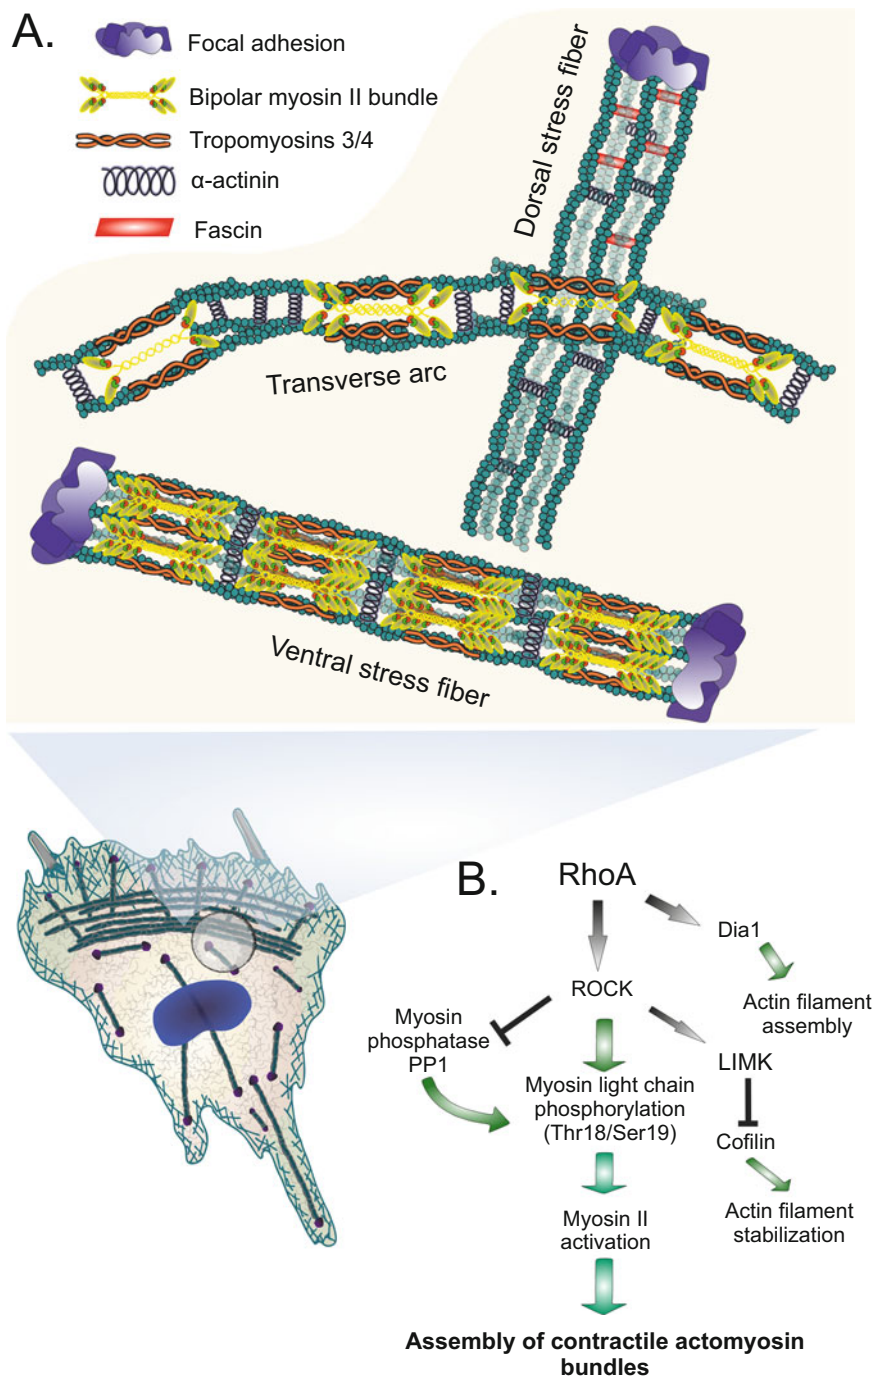 A.
Focal adhesion
Bipolar myosin II bundle
Tropomyosins 3/4
α-actinin
Fascin
Dorsal stress fiber
Transverse arc
Ventral stress fiber
B.
RhoA
Dia1
ROCK
Actin filament
assembly
Myosin
phosphatase
PP1
LIMK
Myosin light chain
phosphorylation
(Thr18/Ser19)
Cofilin
Actin filament
stabilization
Myosin II
activation
Assembly of contractile actomyosin
bundles